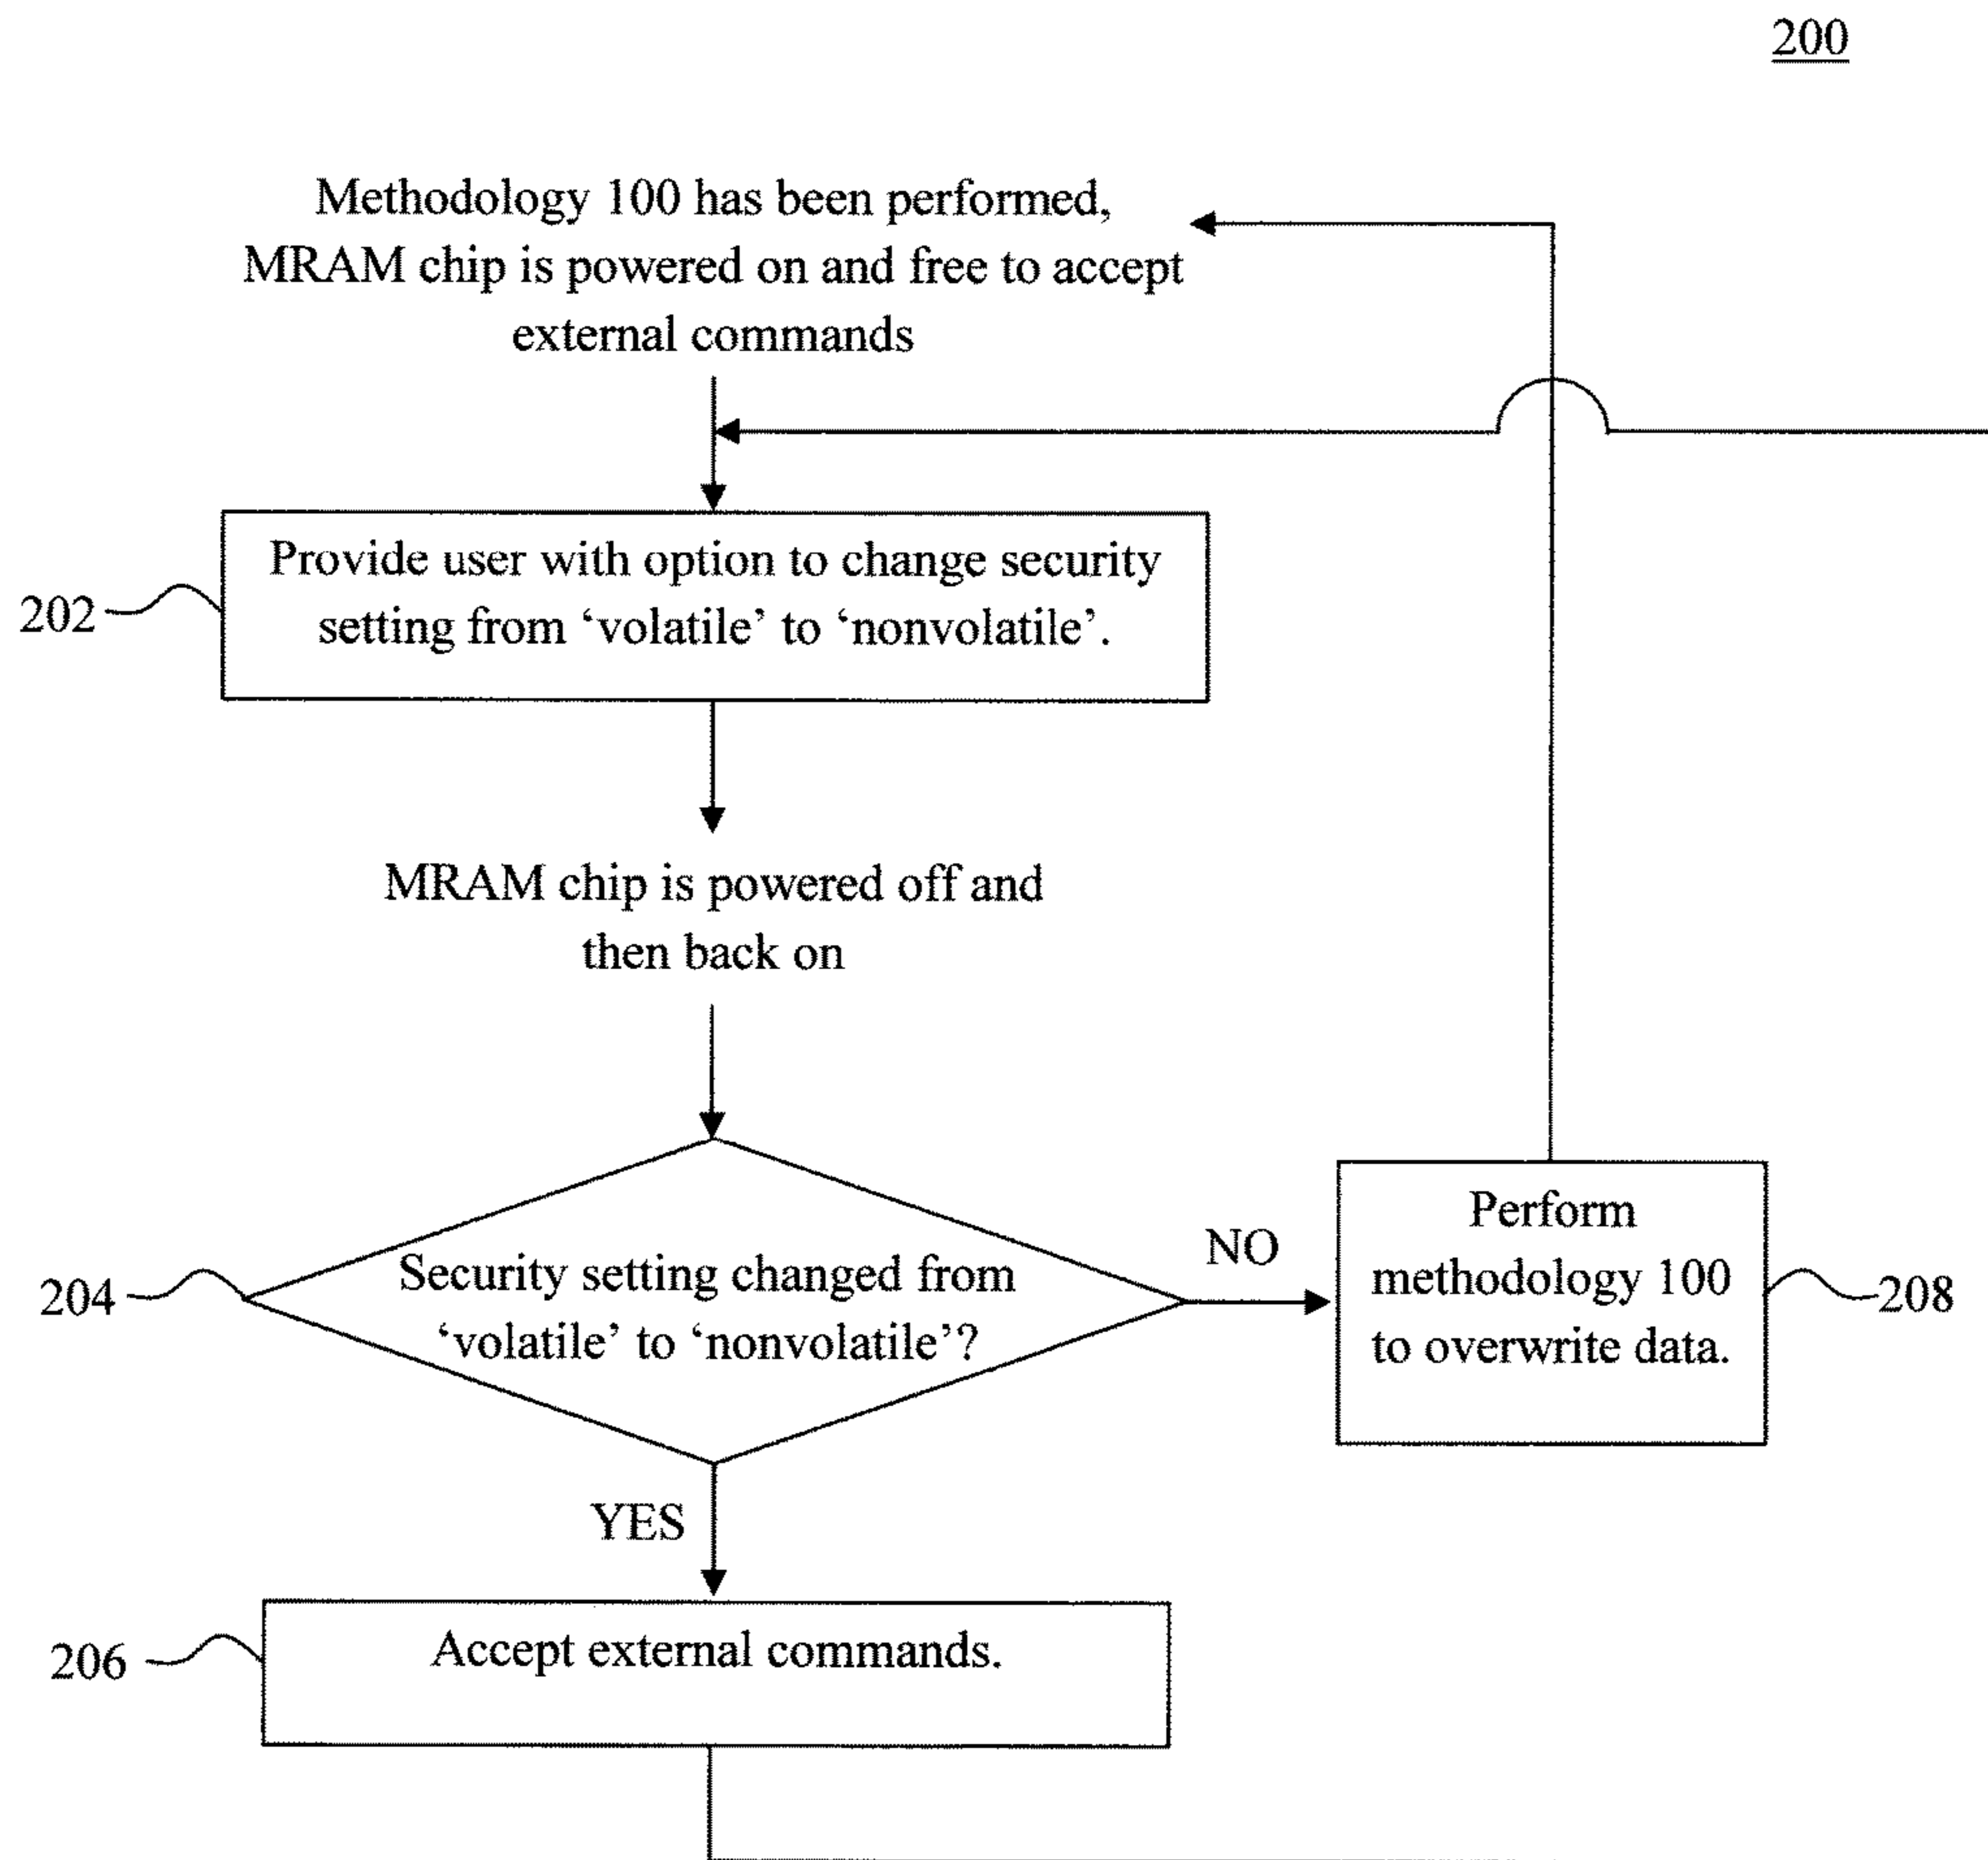 200
Methodology 100 has been performed,
MRAM chip is powered on and free to accept
external commands
Provide user with option to change security
setting from ‘volatile’ to ‘nonvolatile’.
202
MRAM chip is powered off and
then back on
Security setting changed from
‘volatile’ to ‘nonvolatile’?
204
NO
Perform
methodology 100
to overwrite data.
208
YES
Accept external commands.
206